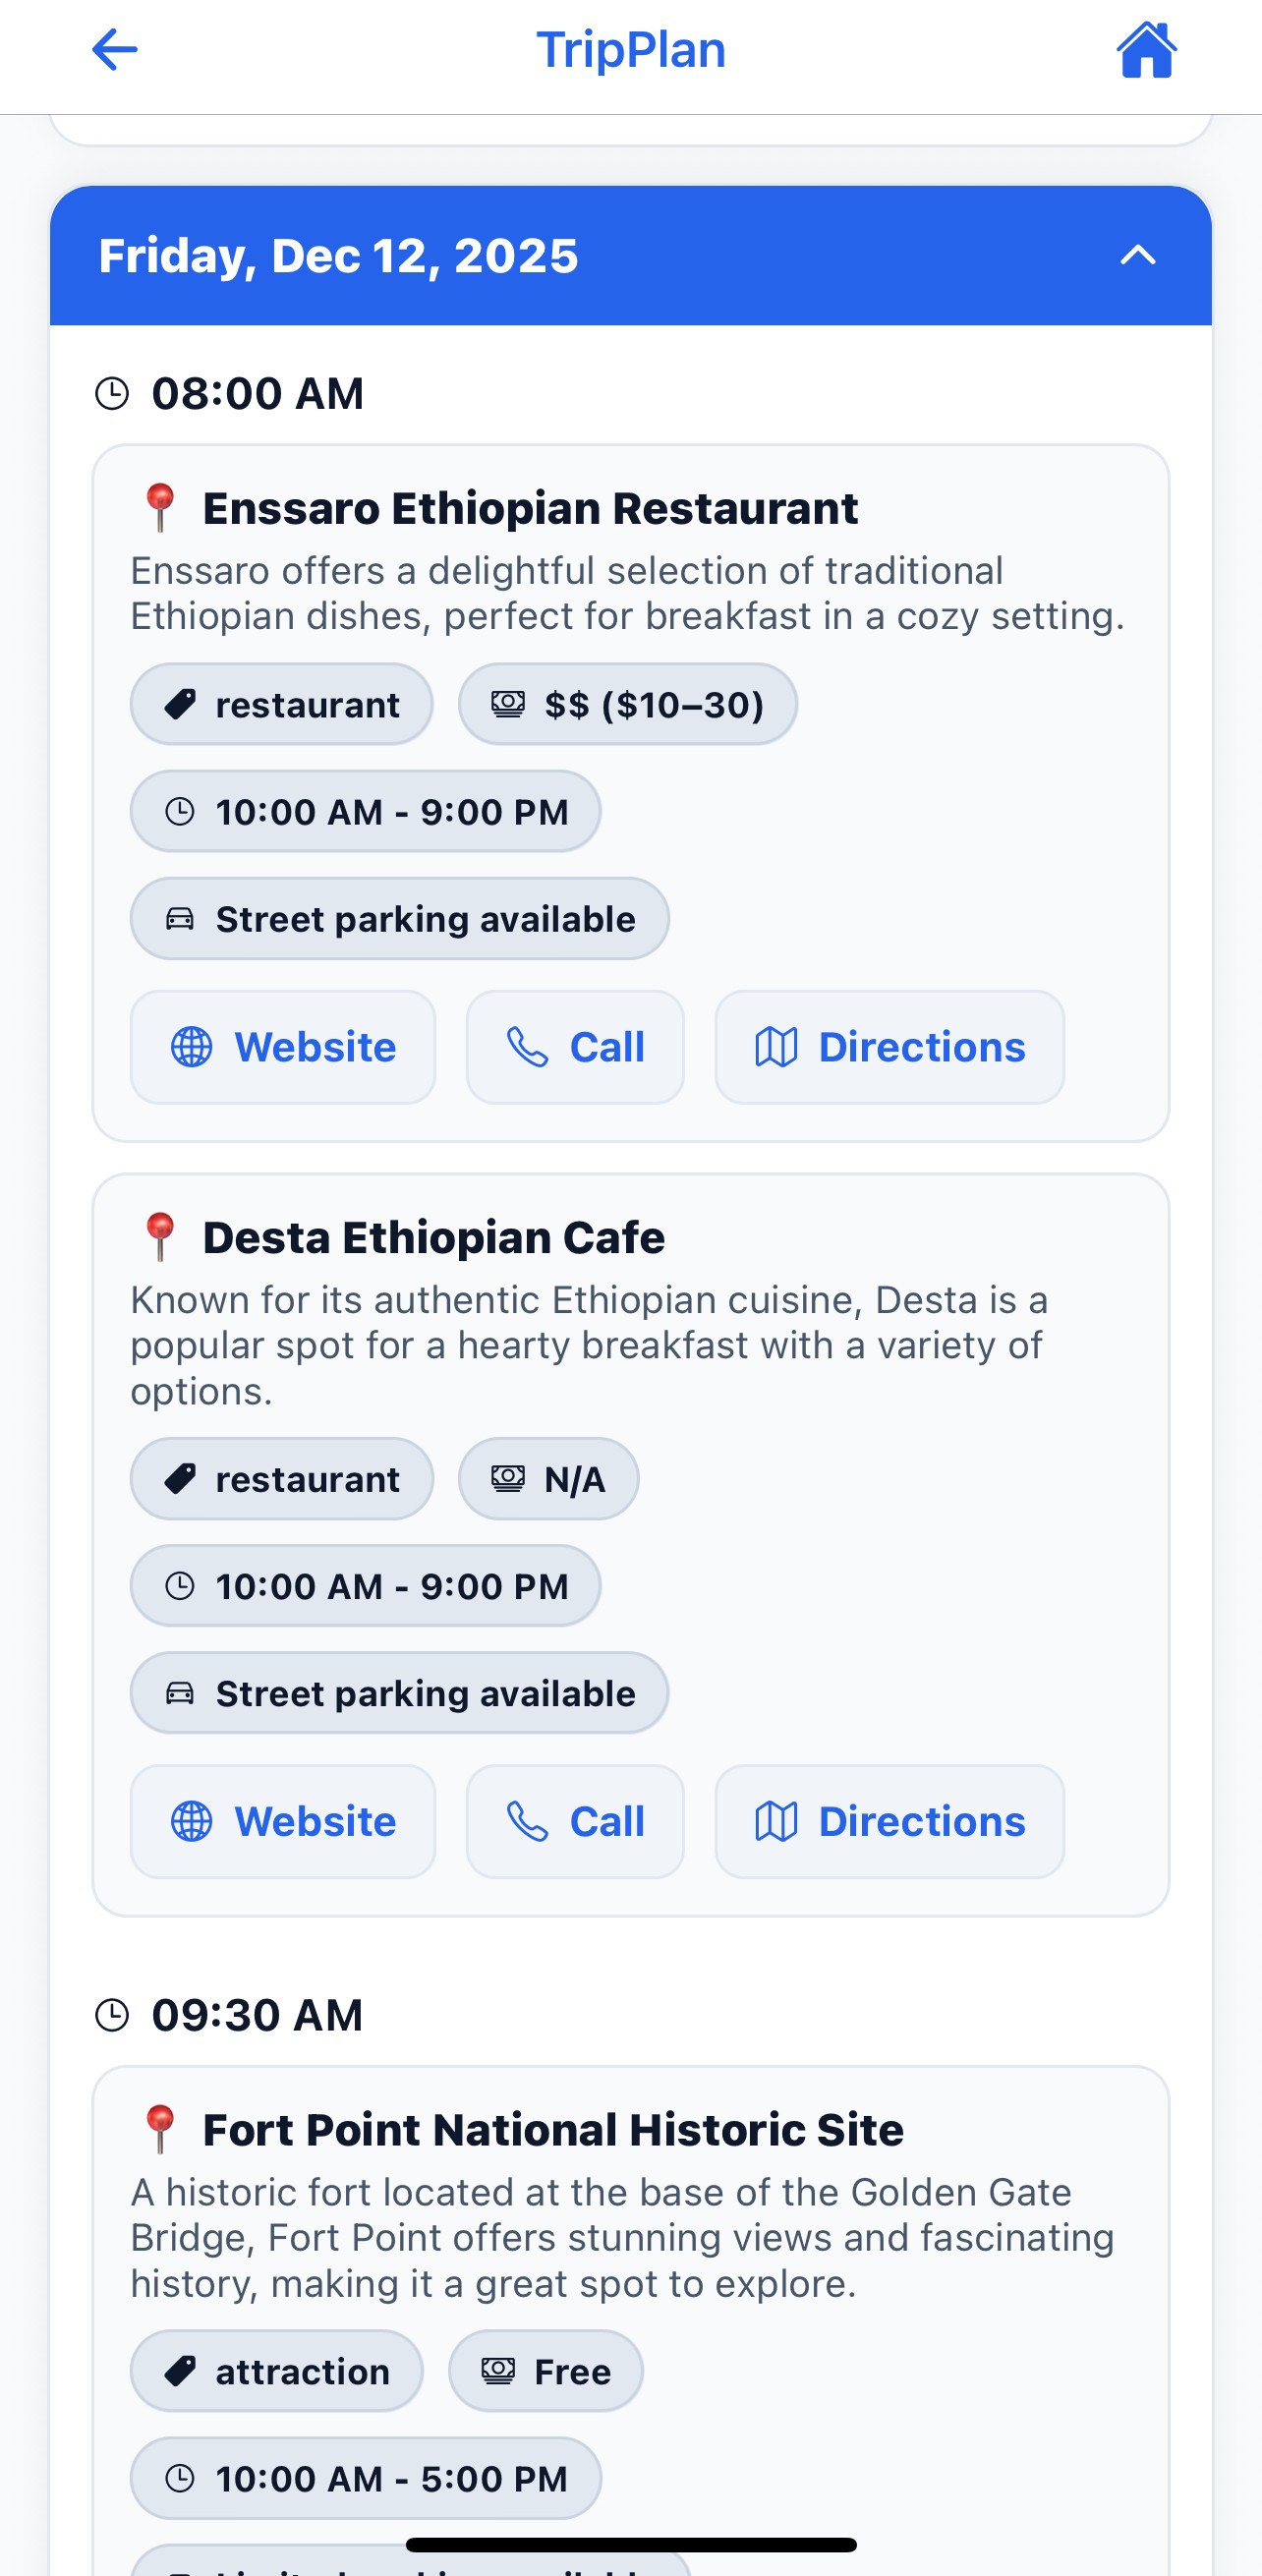 TripPlan
Friday, Dec 12, 2025
08:00 AM
Enssaro Ethiopian Restaurant
Enssaro offers a delightful selection of traditional
Ethiopian dishes, perfect for breakfast in a cozy setting.
restaurant
$$ ($10–30)
10:00 AM - 9:00 PM
Street parking available
Website
Call
Directions
Desta Ethiopian Cafe
Known for its authentic Ethiopian cuisine, Desta is a
popular spot for a hearty breakfast with a variety of
options.
restaurant
N/A
10:00 AM - 9:00 PM
Street parking available
Website
Call
Directions
09:30 AM
Fort Point National Historic Site
A historic fort located at the base of the Golden Gate
Bridge, Fort Point offers stunning views and fascinating
history, making it a great spot to explore.
attraction
Free
10:00 AM - 5:00 PM